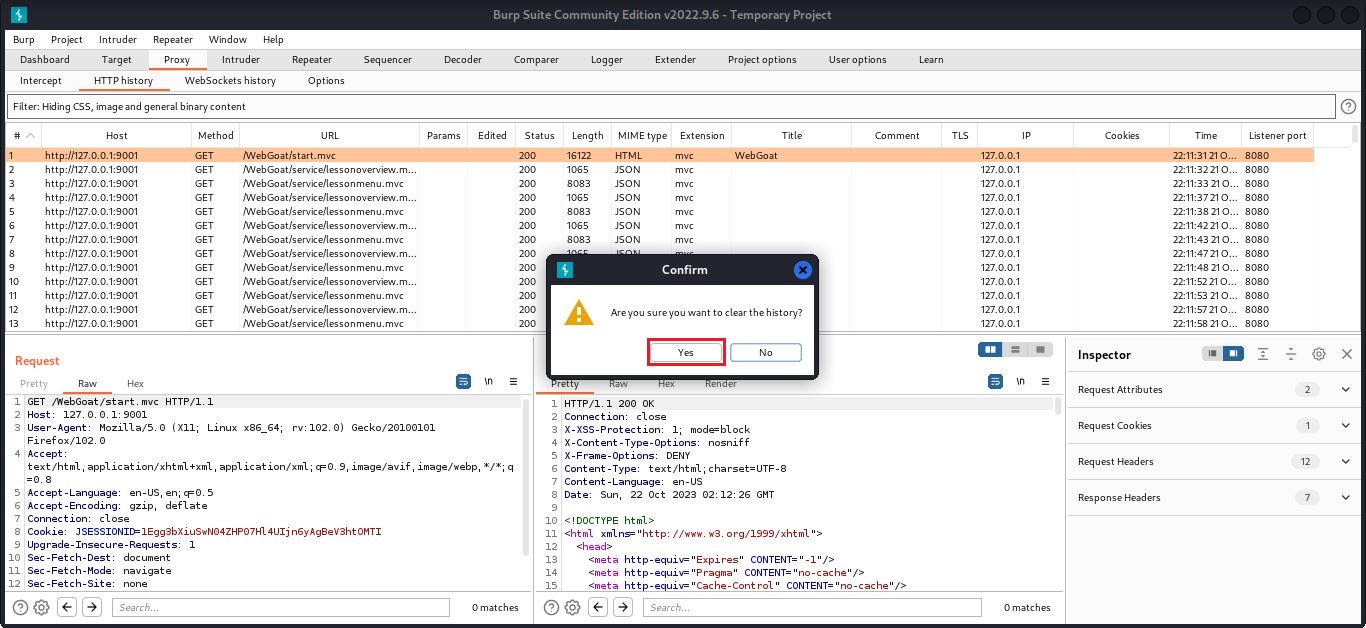 Burp Suite Community Edition v2022.9.6 - Temporary Project
Burp Project Intruder Repeater Window Help
Dashboard Target Proxy Intruder Repeater Sequencer Decoder Comparer Logger Extender Project options User options Learn
Intercept HTTP history WebSockets history Options
Filter: Hiding CSS, image and general binary content
# Host Method URL Params Edited Status Length MIME type Extension Title Comment TLS IP Cookies Time Listener port
1 http://127.0.0.1:9001 GET /WebGoat/start.mvc 200 16122 HTML mvc WebGoat 127.0.0.1 22:11:31 21 O... 8080
2 http://127.0.0.1:9001 GET /WebGoat/service/lessonoverview.m... 200 1065 JSON mvc 127.0.0.1 22:11:32 21 O... 8080
3 http://127.0.0.1:9001 GET /WebGoat/service/lessonmenu.mvc 200 8083 JSON mvc 127.0.0.1 22:11:33 21 O... 8080
4 http://127.0.0.1:9001 GET /WebGoat/service/lessonoverview.m... 200 1065 JSON mvc 127.0.0.1 22:11:37 21 O... 8080
5 http://127.0.0.1:9001 GET /WebGoat/service/lessonmenu.mvc 200 8083 JSON mvc 127.0.0.1 22:11:38 21 O... 8080
6 http://127.0.0.1:9001 GET /WebGoat/service/lessonoverview.m... 200 1065 JSON mvc 127.0.0.1 22:11:42 21 O... 8080
7 http://127.0.0.1:9001 GET /WebGoat/service/lessonmenu.mvc 200 8083 JSON mvc 127.0.0.1 22:11:43 21 O... 8080
8 http://127.0.0.1:9001 GET /WebGoat/service/lessonoverview.m... 200 1065 JSON mvc 127.0.0.1 22:11:47 21 O... 8080
9 http://127.0.0.1:9001 GET /WebGoat/service/lessonmenu.mvc 200 127.0.0.1 22:11:48 21 O... 8080
10 http://127.0.0.1:9001 GET /WebGoat/service/lessonoverview.m... 200 127.0.0.1 22:11:52 21 O... 8080
11 http://127.0.0.1:9001 GET /WebGoat/service/lessonmenu.mvc 200 127.0.0.1 22:11:53 21 O... 8080
12 http://127.0.0.1:9001 GET /WebGoat/service/lessonoverview.m... 200 127.0.0.1 22:11:57 21 O... 8080
13 http://127.0.0.1:9001 GET /WebGoat/service/lessonmenu.mvc 200 127.0.0.1 22:11:58 21 O... 8080
Confirm
Are you sure you want to clear the history?
Yes No
Request
Pretty Raw Hex \n
1 GET /WebGoat/start.mvc HTTP/1.1
2 Host: 127.0.0.1:9001
3 User-Agent: Mozilla/5.0 (X11; Linux x86_64; rv:102.0) Gecko/20100101
Firefox/102.0
4 Accept:
text/html,application/xhtml+xml,application/xml;q=0.9,image/avif,image/webp,*/*;q
=0.8
5 Accept-Language: en-US,en;q=0.5
6 Accept-Encoding: gzip, deflate
7 Connection: close
8 Cookie: JSESSIONID=1Egg3bXiuSwN04ZHP07Hl4UIjn6yAgBeV3htOMTI
9 Upgrade-Insecure-Requests: 1
10 Sec-Fetch-Dest: document
11 Sec-Fetch-Mode: navigate
12 Sec-Fetch-Site: none
Search... 0 matches
Pretty Raw Hex Render \n
1 HTTP/1.1 200 OK
2 Connection: close
3 X-XSS-Protection: 1; mode=block
4 X-Content-Type-Options: nosniff
5 X-Frame-Options: DENY
6 Content-Type: text/html;charset=UTF-8
7 Content-Language: en-US
8 Date: Sun, 22 Oct 2023 02:12:26 GMT
9
10 <!DOCTYPE html>
11 <html xmlns="http://www.w3.org/1999/xhtml">
12 <head>
13 <meta http-equiv="Expires" CONTENT="-1"/>
14 <meta http-equiv="Pragma" CONTENT="no-cache"/>
15 <meta http-equiv="Cache-Control" CONTENT="no-cache"/>
Search... 0 matches
Inspector
Request Attributes 2
Request Cookies 1
Request Headers 12
Response Headers 7